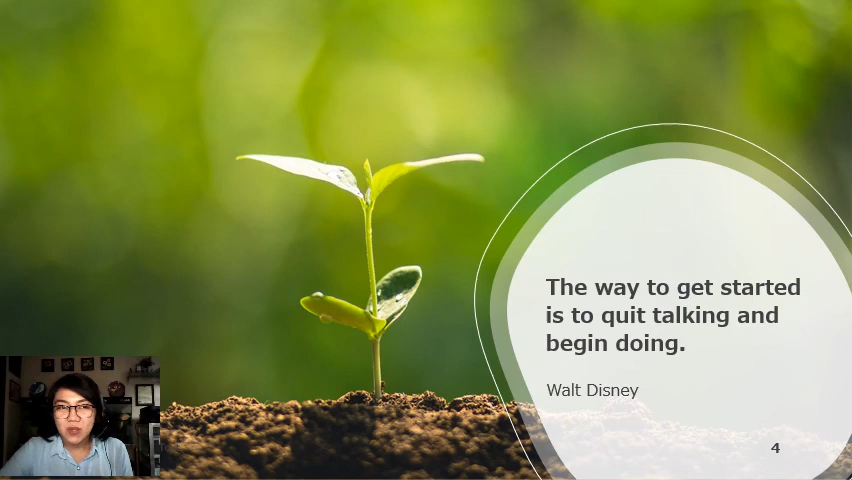 The way to get started
is to quit talking and
begin doing.
Walt Disney
4